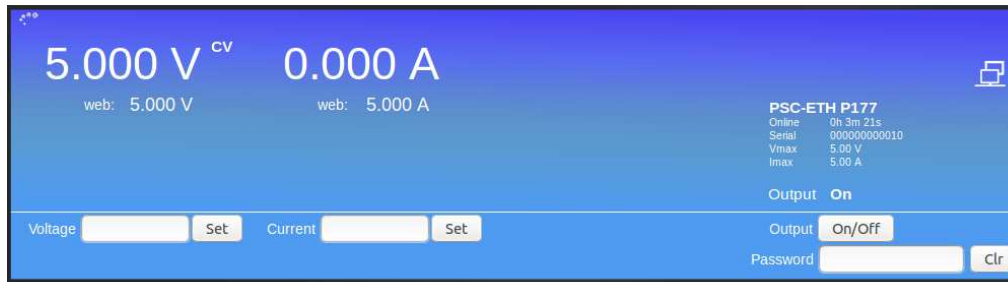 5.000 V CV 0.000 A
web: 5.000 V web: 5.000 A
PSC-ETH P177
Online 0h 3m 21s
Serial 000000000010
Vmax 5.00 V
Imax 5.00 A
Output On
Voltage Set Current Set Output On/Off
Password Clr